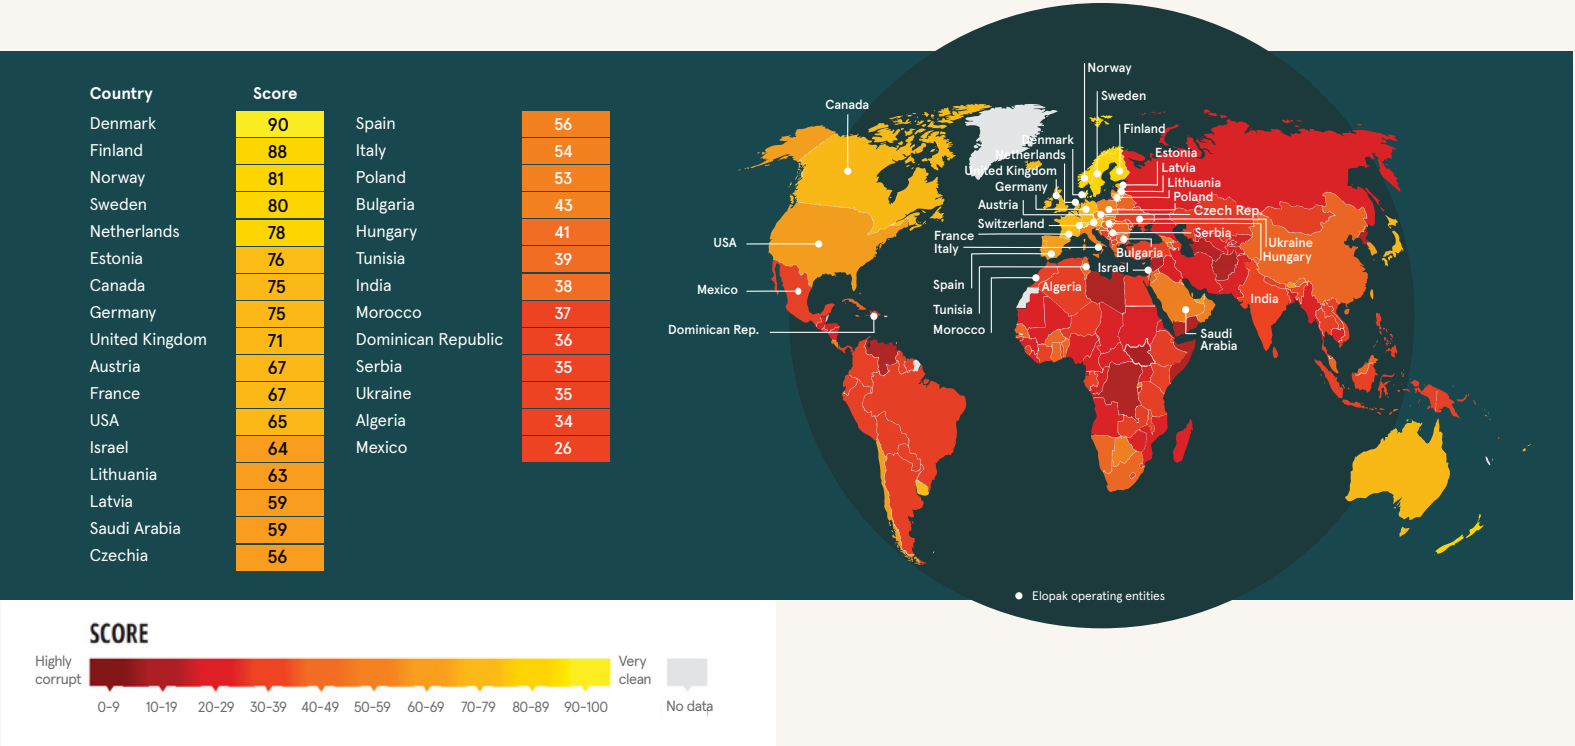 Country Score
Denmark 90
Finland 88
Norway 81
Sweden 80
Netherlands 78
Estonia 76
Canada 75
Germany 75
United Kingdom 71
Austria 67
France 67
USA 65
Israel 64
Lithuania 63
Latvia 59
Saudi Arabia 59
Czechia 56
Spain 56
Italy 54
Poland 53
Bulgaria 43
Hungary 41
Tunisia 39
India 38
Morocco 37
Dominican Republic 36
Serbia 35
Ukraine 35
Algeria 34
Mexico 26
Norway
Sweden
Canada
Finland
Denmark
Estonia
Netherlands
Latvia
United Kingdom
Lithuania
Germany
Poland
Austria
Czech Rep.
Switzerland
Serbia
France
USA
Ukraine
Italy
Bulgaria
Hungary
Israel
Spain
Algeria
Mexico
India
Tunisia
Dominican Rep.
Morocco
Saudi
Arabia
Elopak operating entities
SCORE
Highly
corrupt
Very
clean
0-9 10-19 20-29 30-39 40-49 50-59 60-69 70-79 80-89 90-100 No data